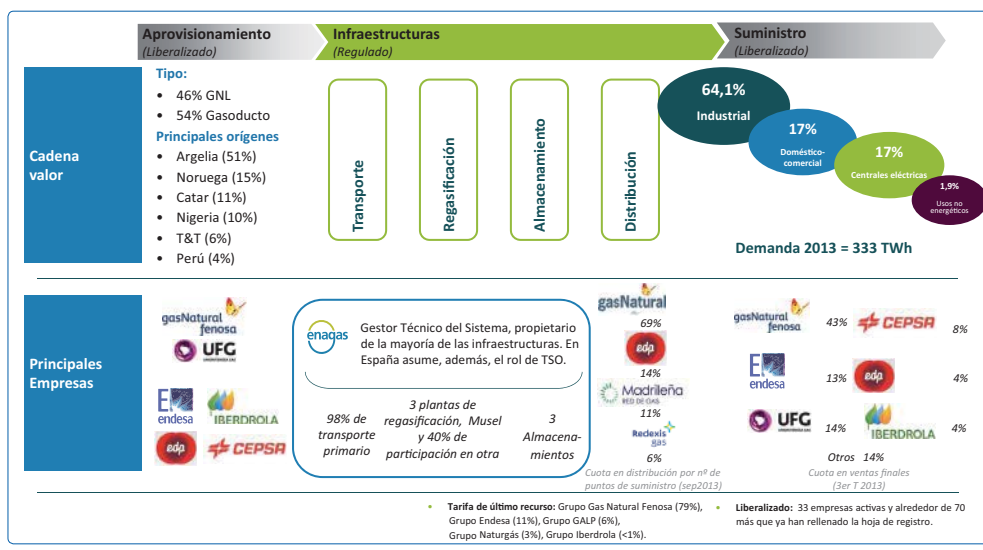 Aprovisionamiento
(Liberalizado)
Infraestructuras
(Regulado)
Suministro
(Liberalizado)
Cadena
valor
Tipo:
• 46% GNL
• 54% Gasoducto
Principales orígenes
• Argelia (51%)
• Noruega (15%)
• Catar (11%)
• Nigeria (10%)
• T&T (6%)
• Perú (4%)
Transporte
Regasificación
Almacenamiento
Distribución
64,1%
Industrial
17%
Doméstico-
comercial
17%
Centrales eléctricas
1,9%
Usos no
energéticos
Demanda 2013 = 333 TWh
Principales
Empresas
gasNatural
fenosa
UFG
endesa
IBERDROLA
edp
CEPSA
enagas
Gestor Técnico del Sistema, propietario
de la mayoría de las infraestructuras. En
España asume, además, el rol de TSO.
98% de
transporte
primario
3 plantas de
regasificación, Musel
y 40% de
participación en otra
3
Almacena-
mientos
gasNatural
69%
edp
14%
Madrileña
RED DE GAS
11%
Redexis
gas
6%
Cuota en distribución por nº de
puntos de suministro (sep2013)
gasNatural
fenosa
43%
CEPSA
8%
endesa
13%
edp
4%
UFG
14%
IBERDROLA
4%
Otros 14%
Cuota en ventas finales
(3er T 2013)
• Tarifa de último recurso: Grupo Gas Natural Fenosa (79%),
Grupo Endesa (11%), Grupo GALP (6%),
Grupo Naturgás (3%), Grupo Iberdrola (<1%).
• Liberalizado: 33 empresas activas y alrededor de 70
más que ya han rellenado la hoja de registro.